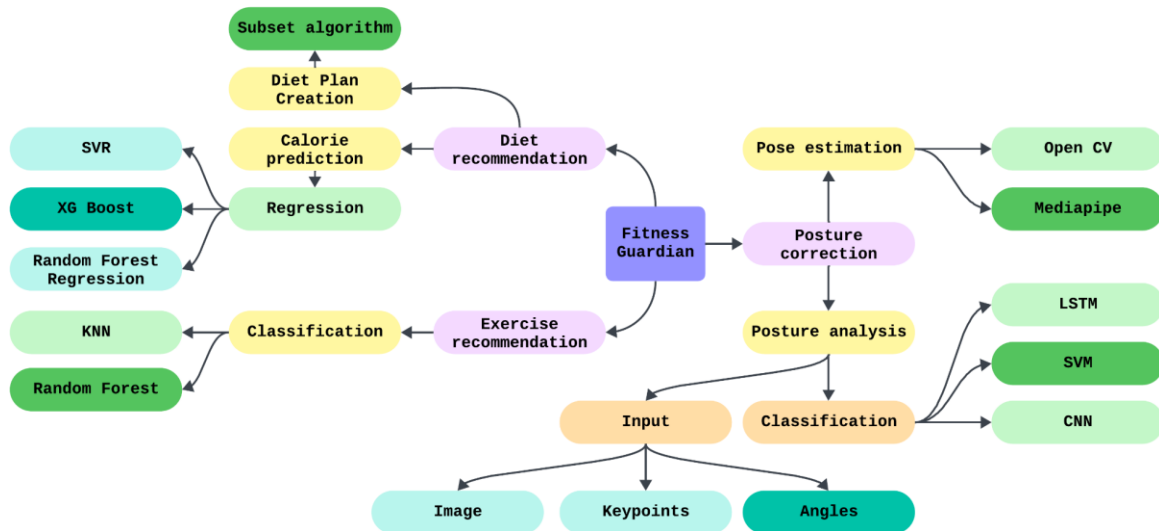 Subset algorithm
Diet Plan
Creation
SVR
Calorie
prediction
Diet
recommendation
Pose estimation
Open CV
XG Boost
Regression
Mediapipe
Fitness
Guardian
Posture
correction
Random Forest
Regression
KNN
Classification
Exercise
recommendation
Posture analysis
LSTM
Random Forest
SVM
Input
Classification
CNN
Image
Keypoints
Angles